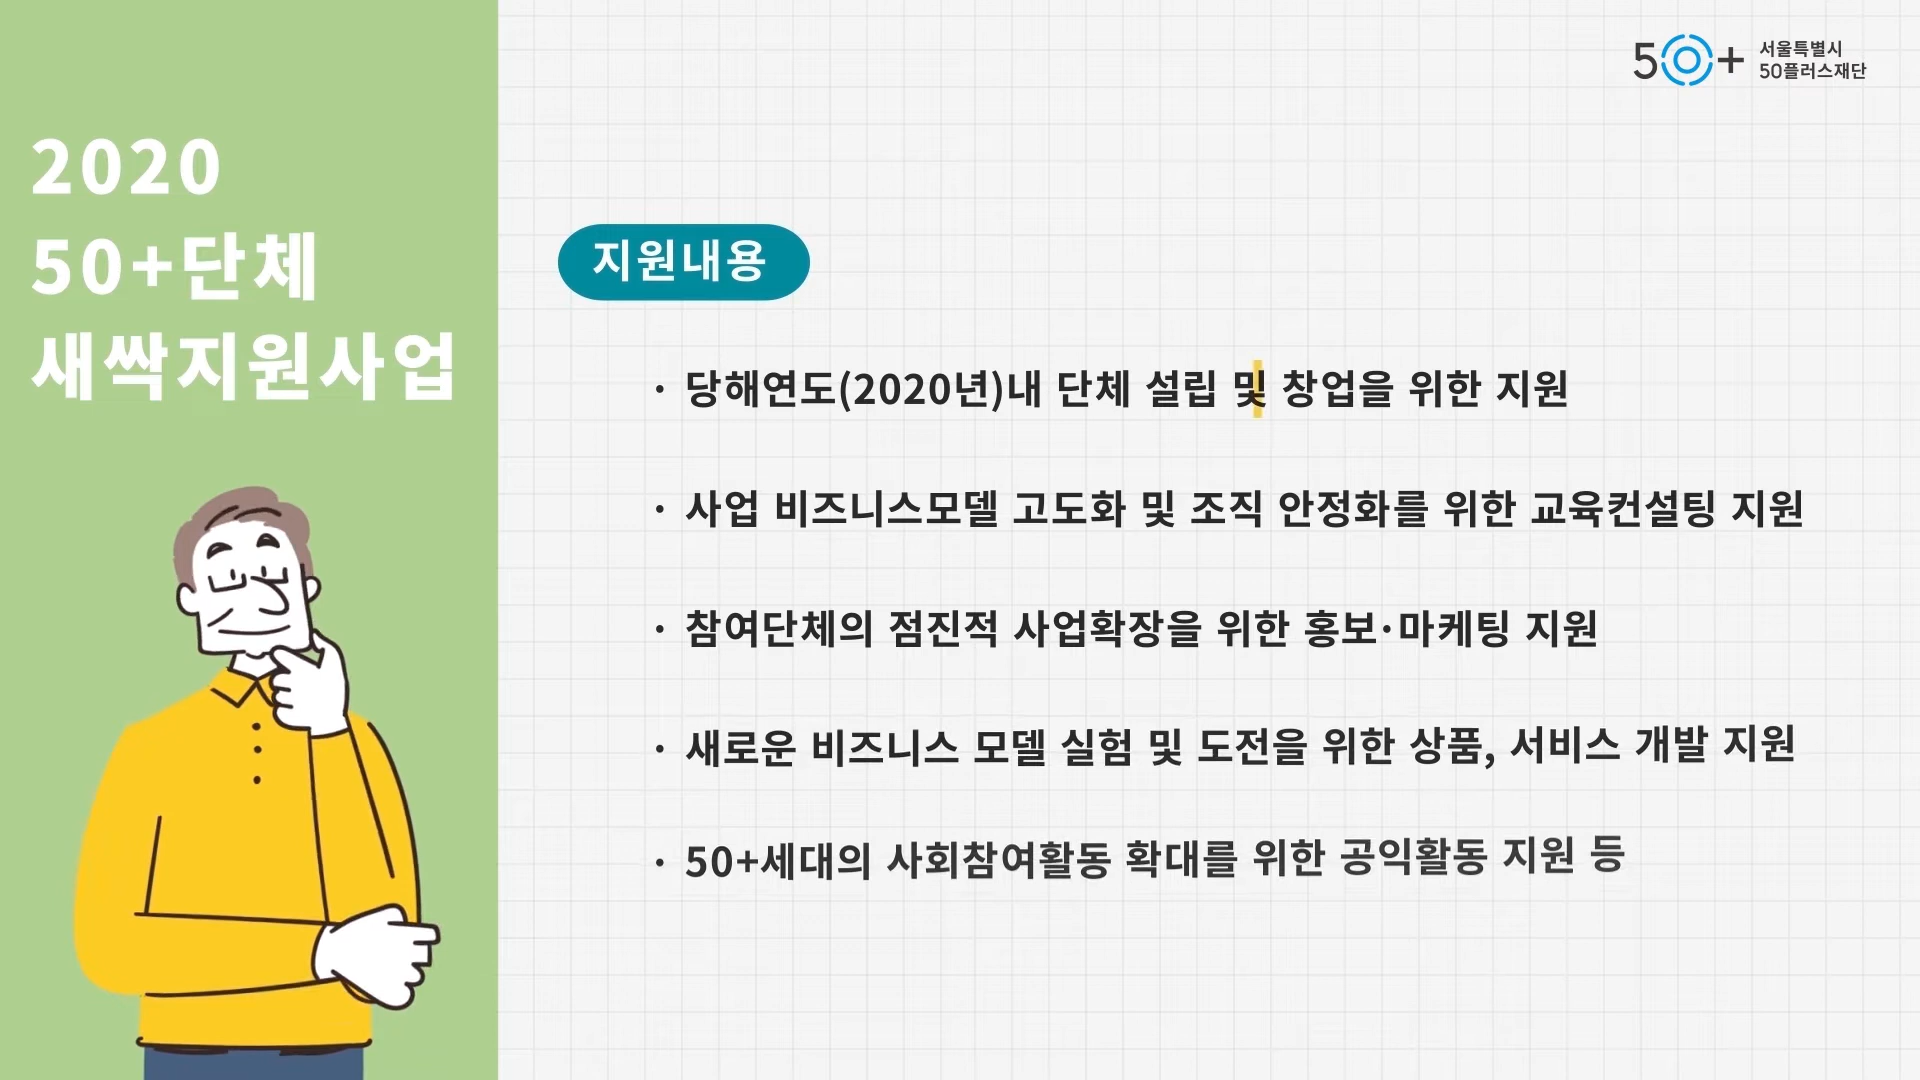 2020
50+단체
새싹지원사업
50+
서울특별시
50플러스재단
지원내용
· 당해연도(2020년)내 단체 설립 및 창업을 위한 지원
· 사업 비즈니스모델 고도화 및 조직 안정화를 위한 교육컨설팅 지원
· 참여단체의 점진적 사업확장을 위한 홍보·마케팅 지원
· 새로운 비즈니스 모델 실험 및 도전을 위한 상품, 서비스 개발 지원
· 50+세대의 사회참여활동 확대를 위한 공익활동 지원 등